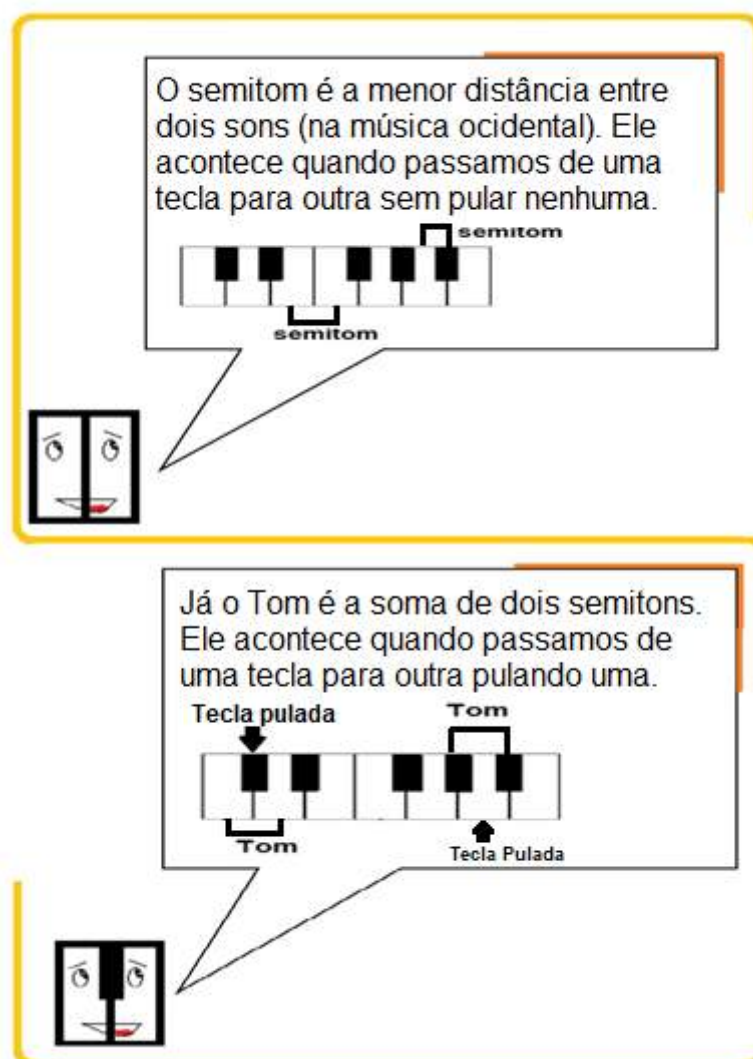 O semitom é a menor distância entre
dois sons (na música ocidental). Ele
acontece quando passamos de uma
tecla para outra sem pular nenhuma.
semitom
semitom
Já o Tom é a soma de dois semitons.
Ele acontece quando passamos de
uma tecla para outra pulando uma.
Tecla pulada
Tom
Tom
Tecla Pulada